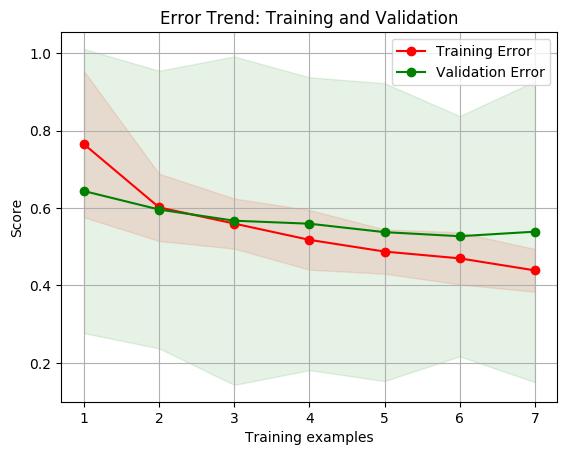 Error Trend: Training and Validation
Training Error
Validation Error
Score
1.0
0.8
0.6
0.4
0.2
1 2 3 4 5 6 7
Training examples